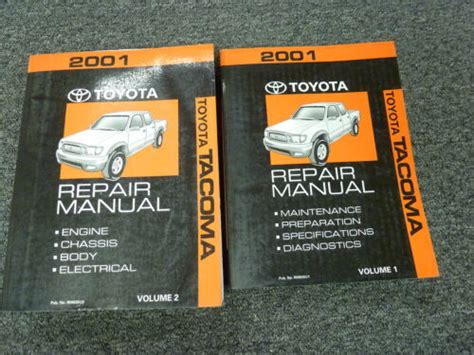 2001
TOYOTA
REPAIR
MANUAL
▪ ENGINE
▪ CHASSIS
▪ BODY
▪ ELECTRICAL
VOLUME 2
TOYOTA TACOMA
2001
TOYOTA
REPAIR
MANUAL
▪ MAINTENANCE
▪ PREPARATION
▪ SPECIFICATIONS
▪ DIAGNOSTICS
VOLUME 1
TOYOTA TACOMA